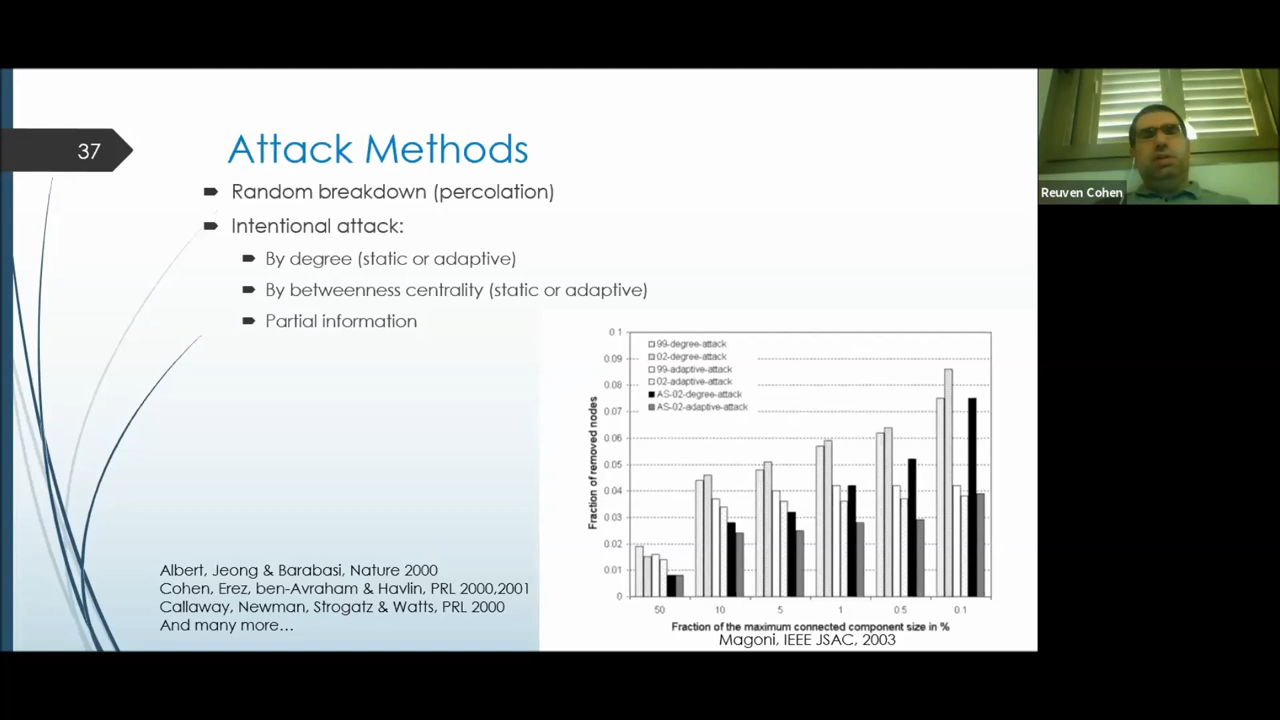 37
Attack Methods
Random breakdown (percolation)
Intentional attack:
By degree (static or adaptive)
By betweenness centrality (static or adaptive)
Partial information
Albert, Jeong & Barabasi, Nature 2000
Cohen, Erez, ben-Avraham & Havlin, PRL 2000,2001
Callaway, Newman, Strogatz & Watts, PRL 2000
And many more…
Fraction of removed nodes
0.1
0.09
0.08
0.07
0.06
0.05
0.04
0.03
0.02
0.01
0
99-degree-attack
02-degree-attack
99-adaptive-attack
02-adaptive-attack
AS-02-degree-attack
AS-02-adaptive-attack
50 10 5 1 0.5 0.1
Fraction of the maximum connected component size in %
Magoni, IEEE JSAC, 2003
Reuven Cohen